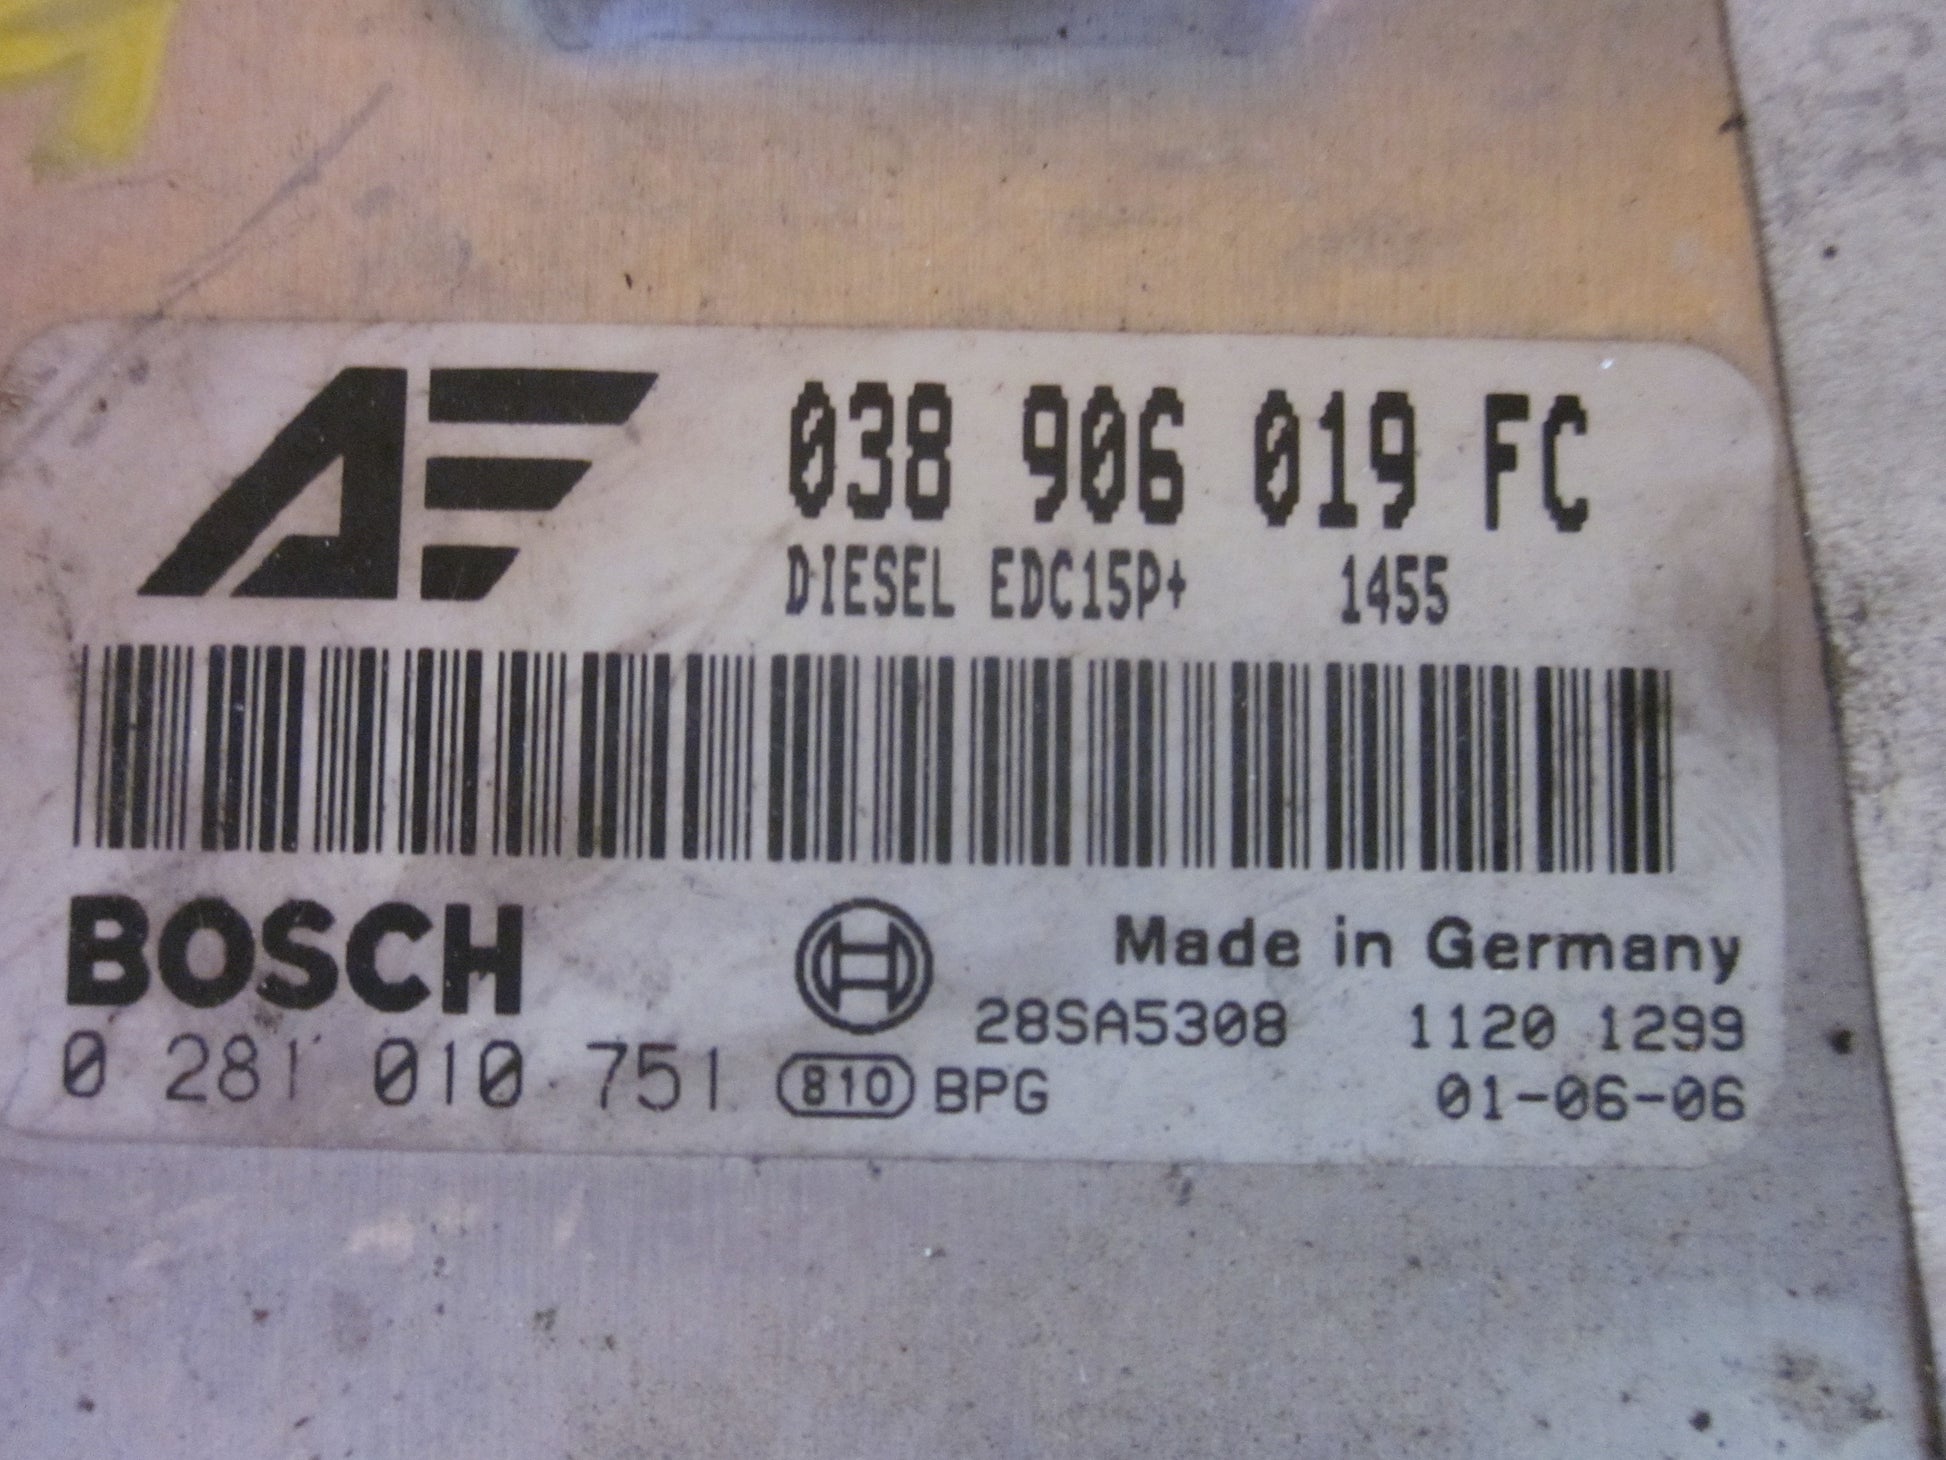 AF
038 906 019 FC
DIESEL EDC15P+ 1455
BOSCH
Made in Germany
28SA5308 1120 1299
0 281 010 751 810 BPG 01-06-06